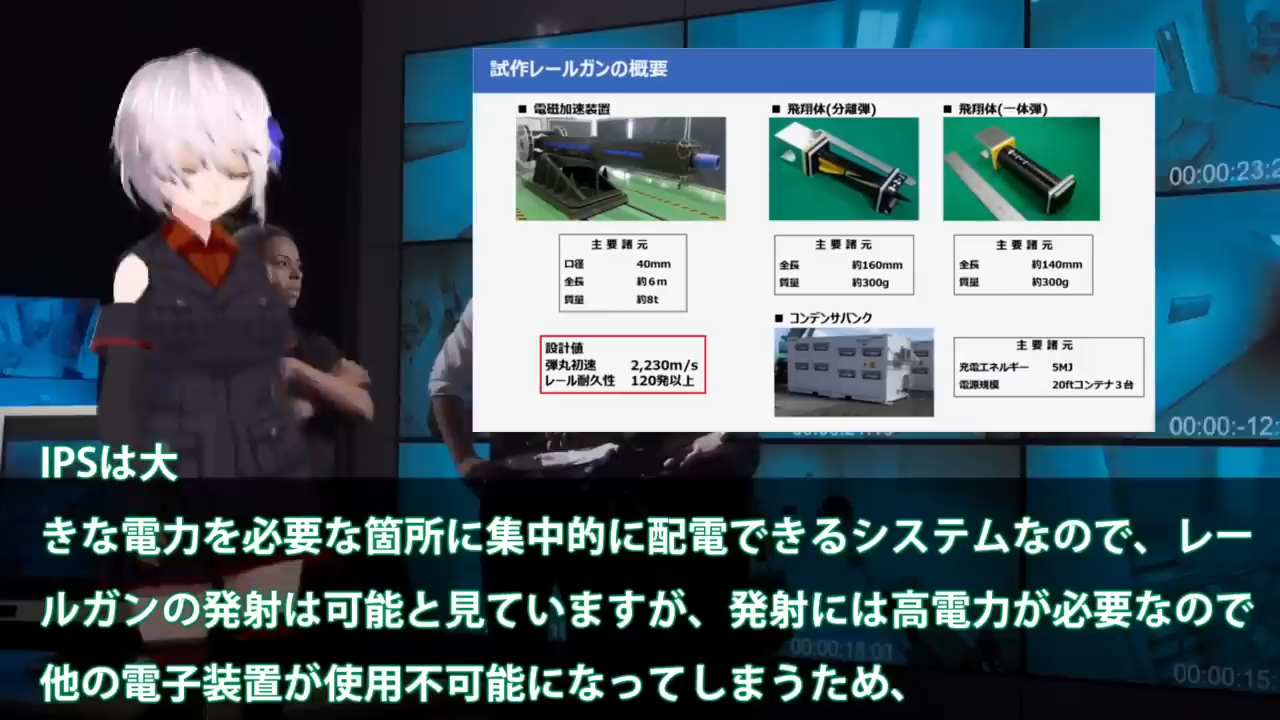 試作レールガンの概要
■ 電磁加速装置
■ 飛翔体(分離弾)
■ 飛翔体(一体弾)
主要諸元
口径 40mm
全長 約6m
質量 約8t
主要諸元
全長 約160mm
質量 約300g
主要諸元
全長 約140mm
質量 約300g
設計値
弾丸初速 2,230m/s
レール耐久性 120発以上
■ コンデンサバンク
主要諸元
充電エネルギー 5MJ
電源規模 20ftコンテナ3台
00:00:23:2
00:00:-12:
00:00:18:01
00:00:15:
IPSは大
きな電力を必要な箇所に集中的に配電できるシステムなので、レー
ルガンの発射は可能と見ていますが、発射には高電力が必要なので
他の電子装置が使用不可能になってしまうため、